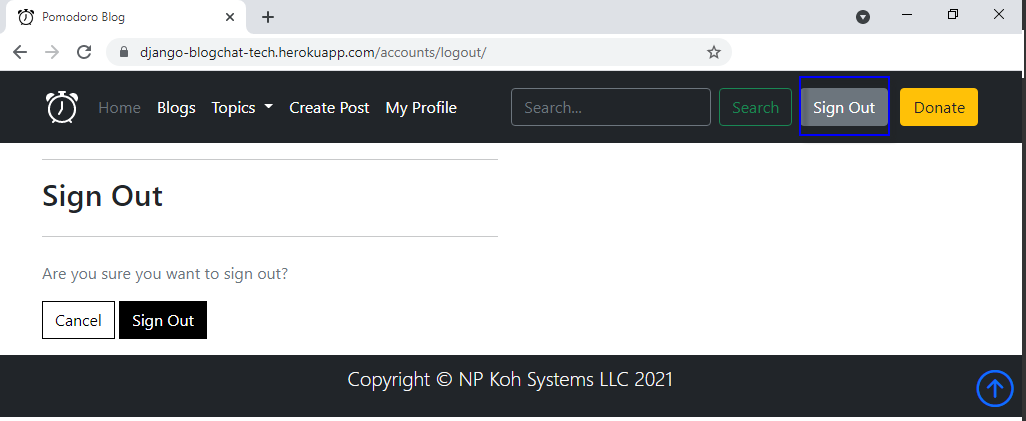 Pomodoro Blog
django-blogchat-tech.herokuapp.com/accounts/logout/
Home Blogs Topics Create Post My Profile Search... Search Sign Out Donate
Sign Out
Are you sure you want to sign out?
Cancel Sign Out
Copyright © NP Koh Systems LLC 2021